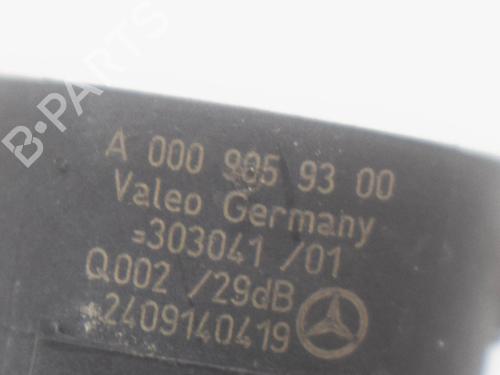 B-PARTS
A 000 905 93 00
Valeo Germany
=303041 /01
Q002 /29dB
*2409140419